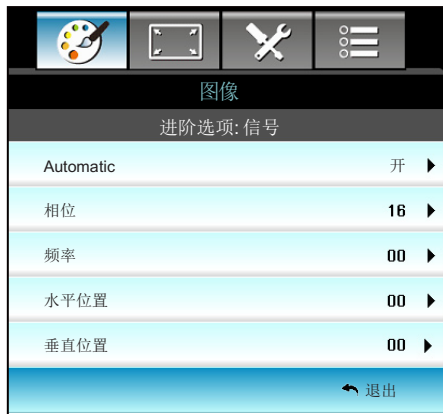 图像
进阶选项: 信号
Automatic 开
相位 16
频率 00
水平位置 00
垂直位置 00
退出